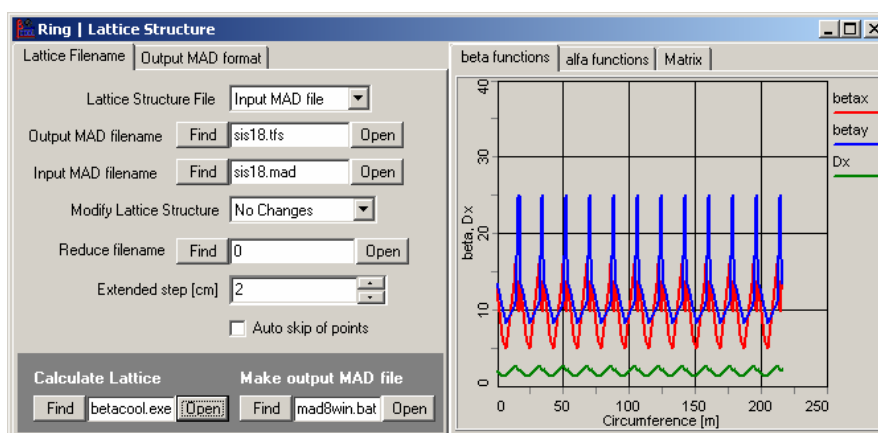 Ring | Lattice Structure
Lattice Filename Output MAD format
Lattice Structure File Input MAD file
Output MAD filename Find sis18.tfs Open
Input MAD filename Find sis18.mad Open
Modify Lattice Structure No Changes
Reduce filename Find 0 Open
Extended step [cm] 2
Auto skip of points
Calculate Lattice Make output MAD file
Find betacool.exe Open Find mad8win.bat Open
beta functions alfa functions Matrix
40
30
20
10
0
beta, Dx
0 50 100 150 200 250
Circumference [m]
betax
betay
Dx